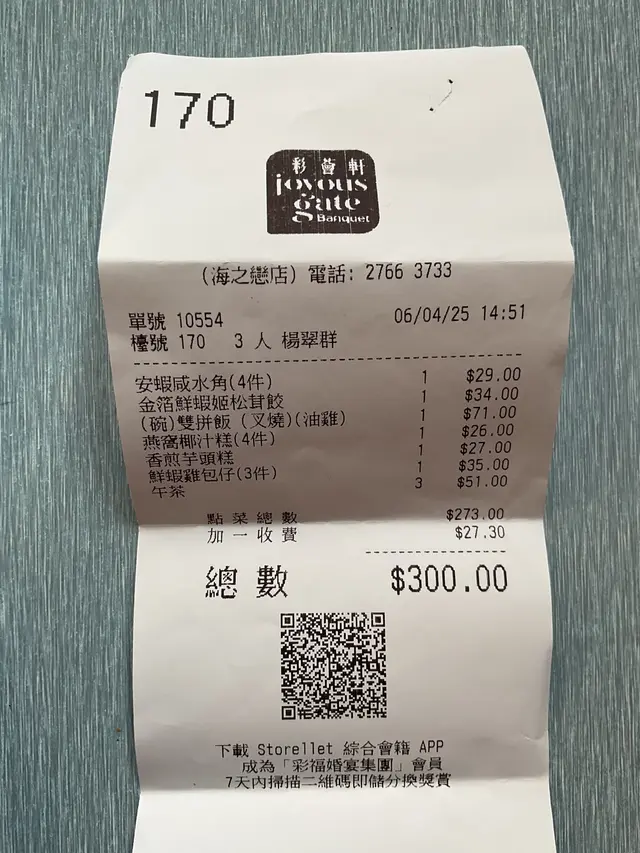 170
彩薈軒
joyous
gate
Banquet
(海之戀店) 電話: 2766 3733
單號 10554 06/04/25 14:51
檯號 170 3 人 楊翠群
安蝦咸水角(4件) 1 $29.00
金箔鮮蝦姬松茸餃 1 $34.00
(碗)雙拼飯 (叉燒)(油雞) 1 $71.00
燕窩椰汁糕(4件) 1 $26.00
香煎芋頭糕 1 $27.00
鮮蝦雞包仔(3件) 1 $35.00
午茶 3 $51.00
點菜總數 $273.00
加一收費 $27.30
總數 $300.00
下載 Storellet 綜合會籍 APP
成為「彩福婚宴集團」會員
7天內掃描二維碼即儲分換獎賞